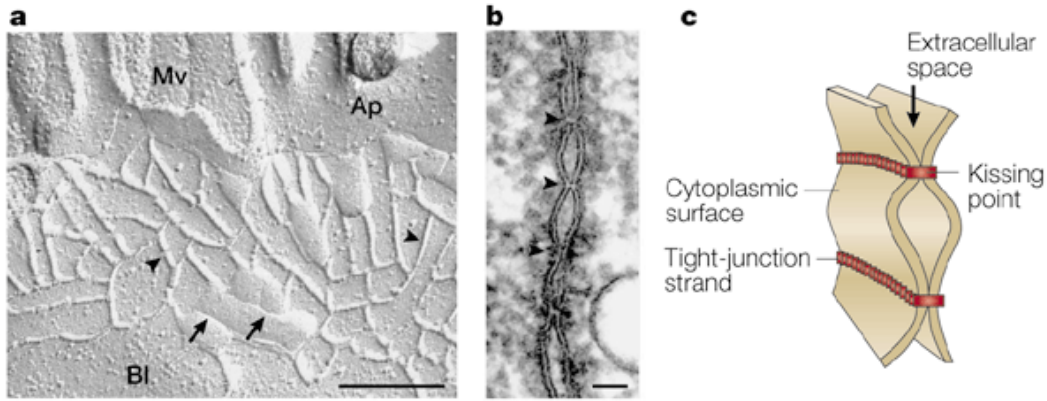 a
Mv
Ap
Bl
b
c
Extracellular
space
Kissing
point
Cytoplasmic
surface
Tight-junction
strand